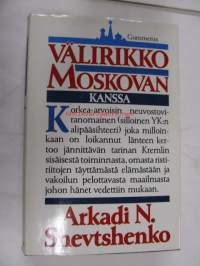 Gummerus
VÄLIRIKKO
MOSKOVAN
KANSSA
Korkea-arvoisin neuvostovi-
ranomainen (silloinen YK:n
alipääsihteeri) joka milloin-
kaan on loikannut länteen ker-
too jännittävän tarinan Kremlin
sisäisestä toiminnasta, omasta risti-
riitojen täyttämästä elämästään ja
vakoilun pelottavasta maailmasta
johon hänet vedettiin mukaan.
Arkadi N.
Shevtshenko